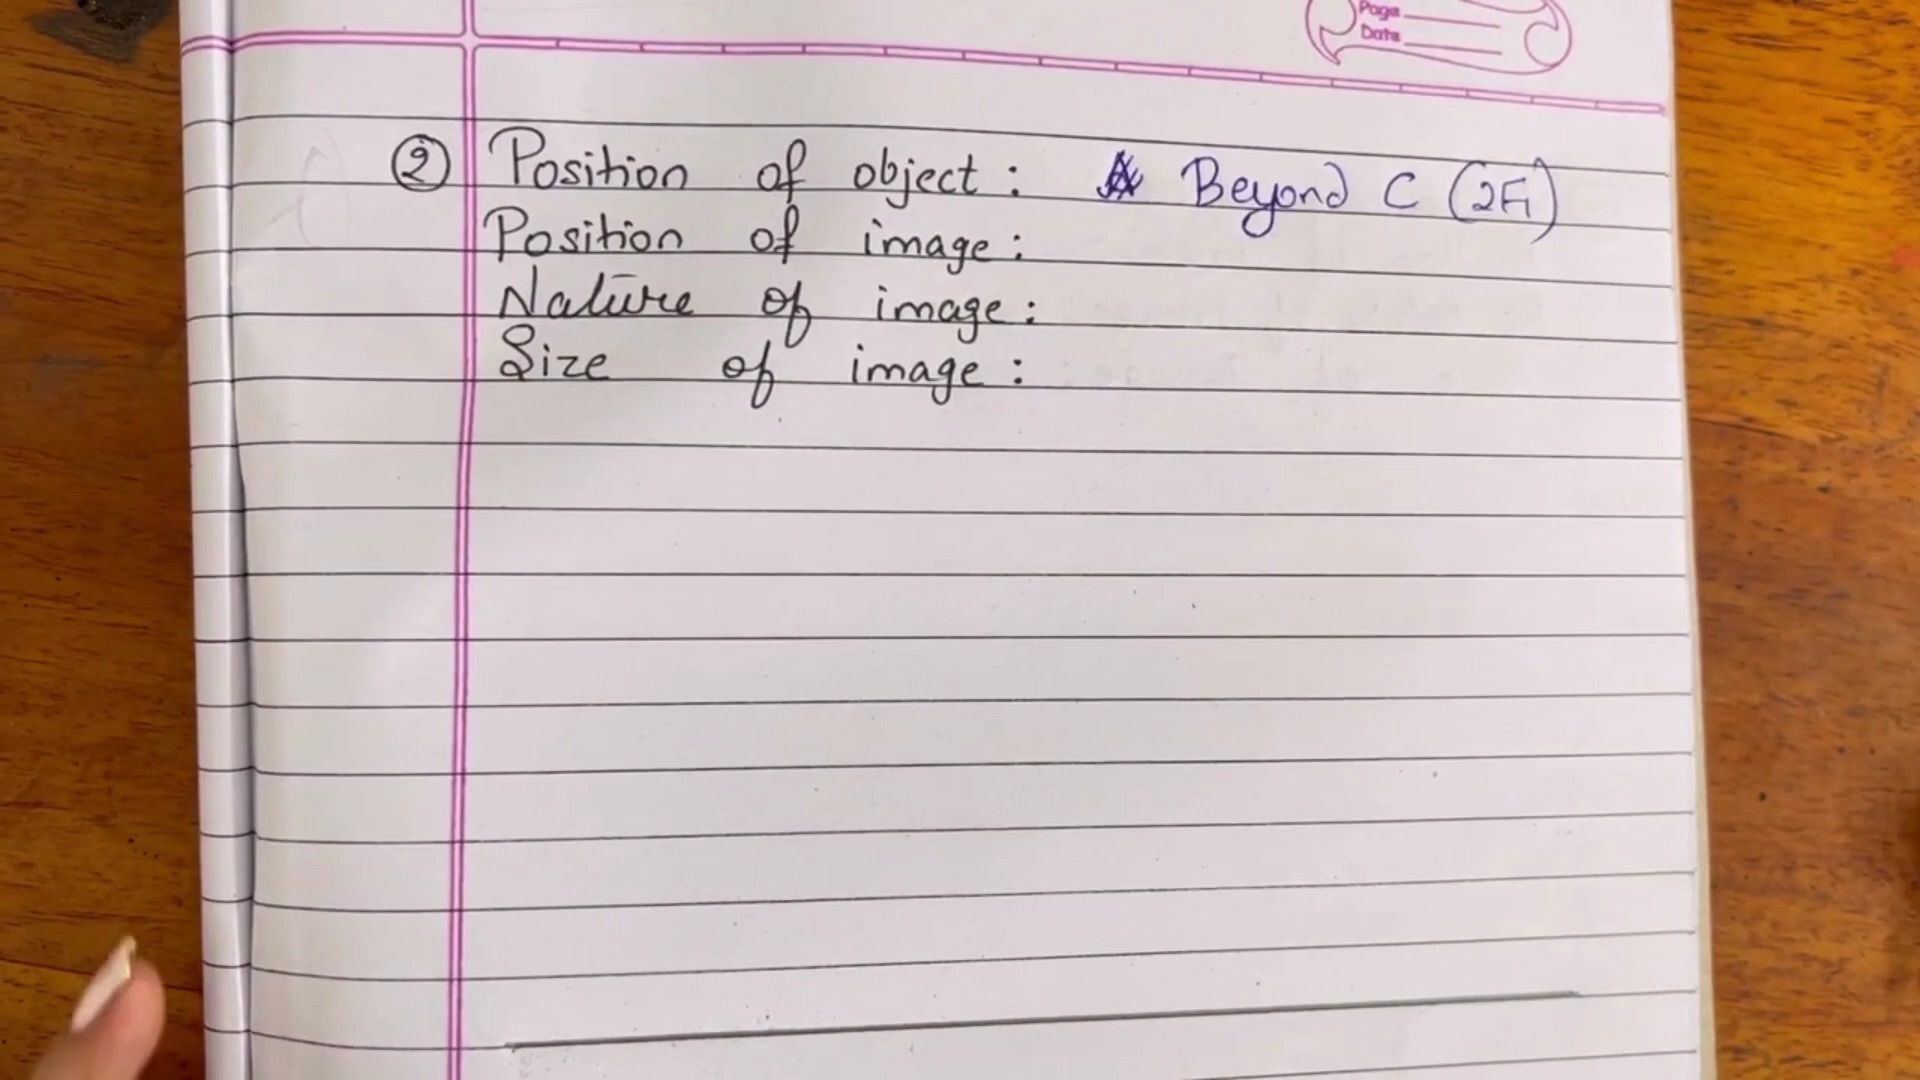 Page
Date
② Position of object : Beyond C (2F1)
Position of image :
Nature of image :
Size of image :